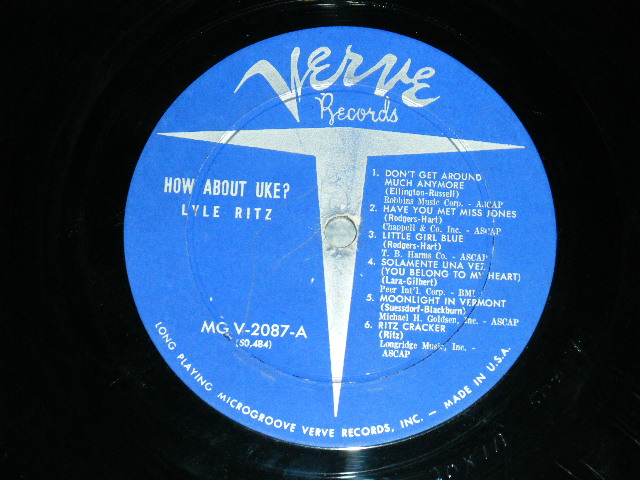 Verve
Records
HOW ABOUT UKE?
LYLE RITZ
1. DON'T GET AROUND
MUCH ANYMORE
(Ellington-Russell)
Robbins Music Corp. - ASCAP
2. HAVE YOU MET MISS JONES
(Rodgers-Hart)
Chappell & Co. Inc. - ASCAP
3. LITTLE GIRL BLUE
(Rodgers-Hart)
T. B. Harms Co. - ASCAP
4. SOLAMENTE UNA VEZ
(YOU BELONG TO MY HEART)
(Lara-Gilbert)
Peer Int'l. Corp. - BMI
5. MOONLIGHT IN VERMONT
(Suessdorf-Blackburn)
Michael H. Goldsen, Inc. - ASCAP
6. RITZ CRACKER
(Ritz)
Longridge Music, Inc. -
ASCAP
MG V-2087-A
(50,484)
LONG PLAYING MICROGROOVE VERVE RECORDS, INC. — MADE IN U.S.A.